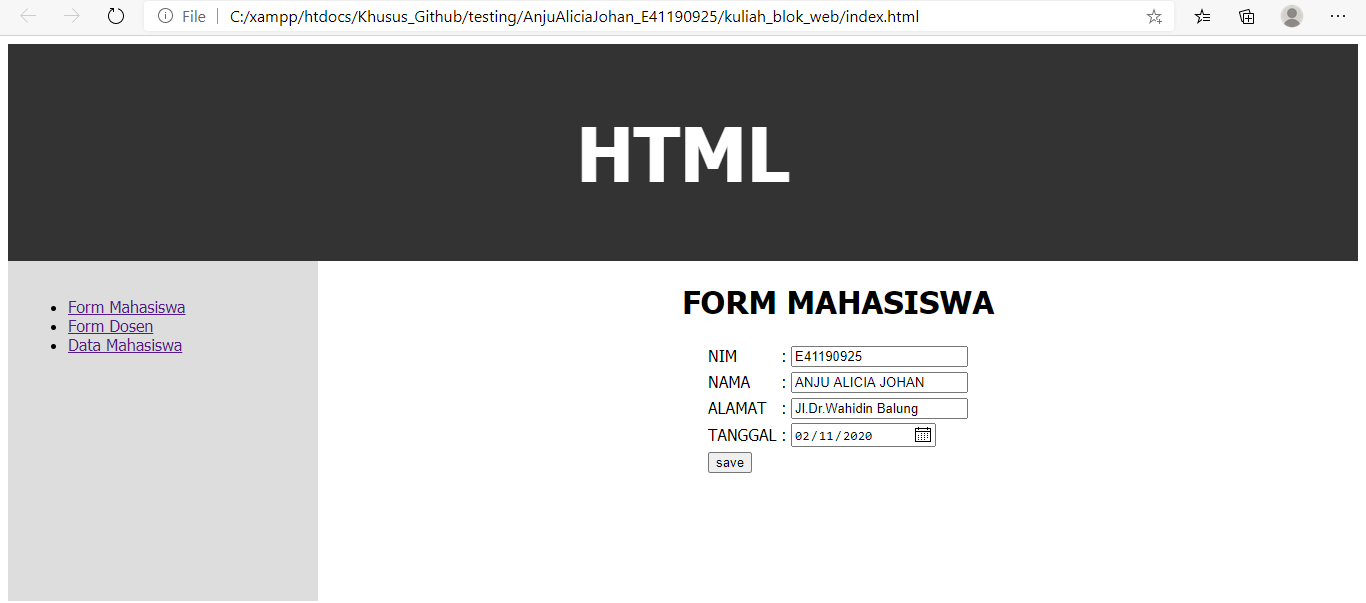 File C:/xampp/htdocs/Khusus_Github/testing/AnjuAliciaJohan_E41190925/kuliah_blok_web/index.html
HTML
Form Mahasiswa
Form Dosen
Data Mahasiswa
FORM MAHASISWA
NIM : E41190925
NAMA : ANJU ALICIA JOHAN
ALAMAT : Jl.Dr.Wahidin Balung
TANGGAL : 02/11/2020
save